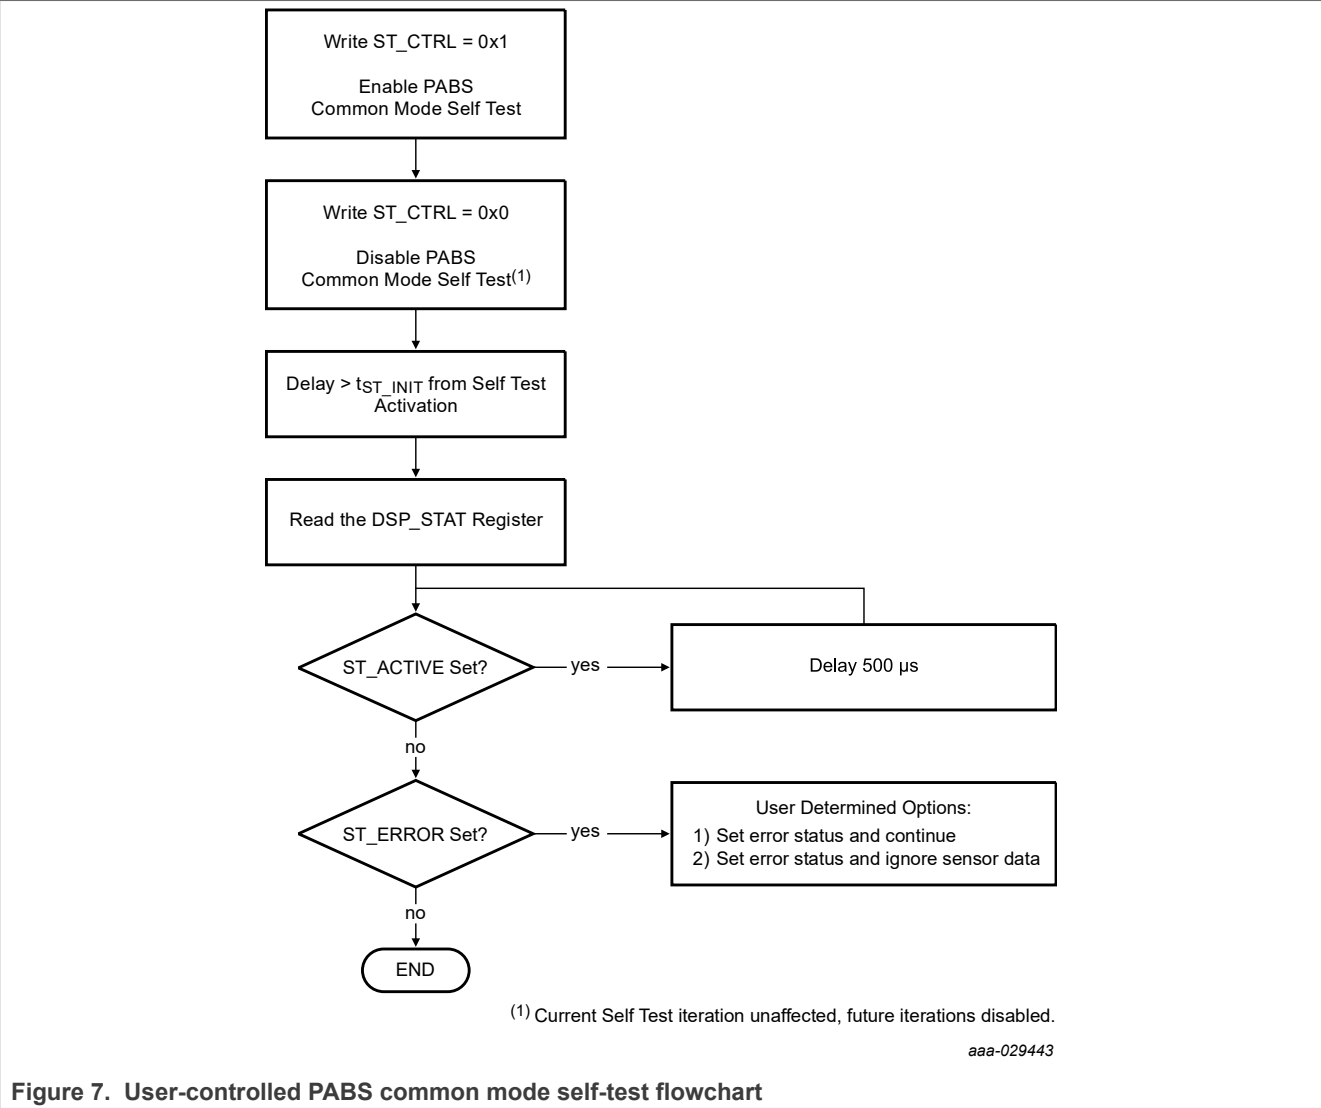 Write ST_CTRL = 0x1
Enable PABS
Common Mode Self Test
Write ST_CTRL = 0x0
Disable PABS
Common Mode Self Test(1)
Delay > tST_INIT from Self Test
Activation
Read the DSP_STAT Register
ST_ACTIVE Set?
yes
Delay 500 µs
no
ST_ERROR Set?
yes
User Determined Options:
1) Set error status and continue
2) Set error status and ignore sensor data
no
END
(1) Current Self Test iteration unaffected, future iterations disabled.
aaa-029443
Figure 7. User-controlled PABS common mode self-test flowchart